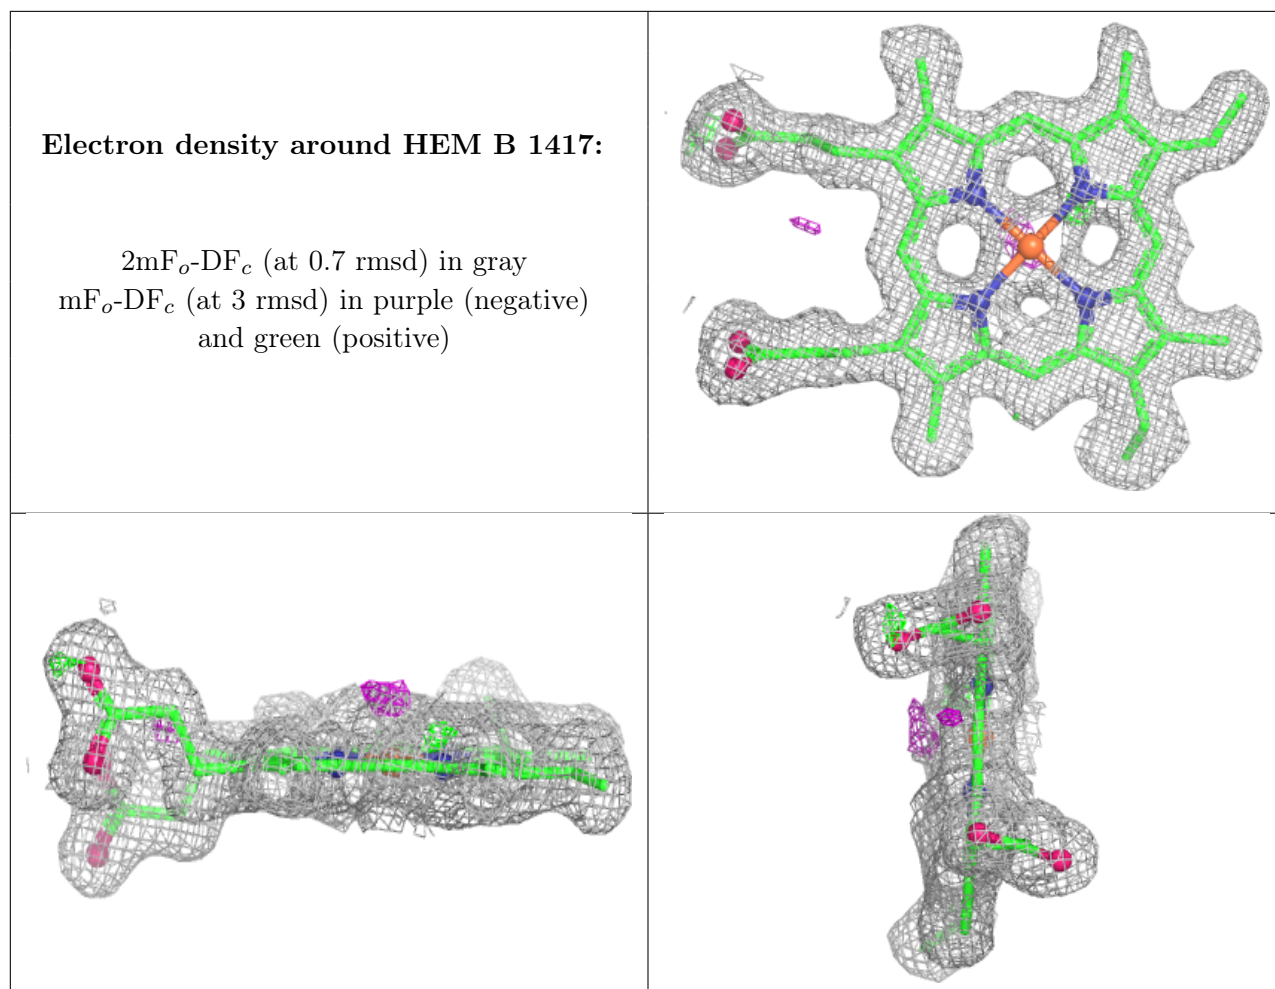 Electron density around HEM B 1417:
2mFo-DFc (at 0.7 rmsd) in gray
mFo-DFc (at 3 rmsd) in purple (negative)
and green (positive)